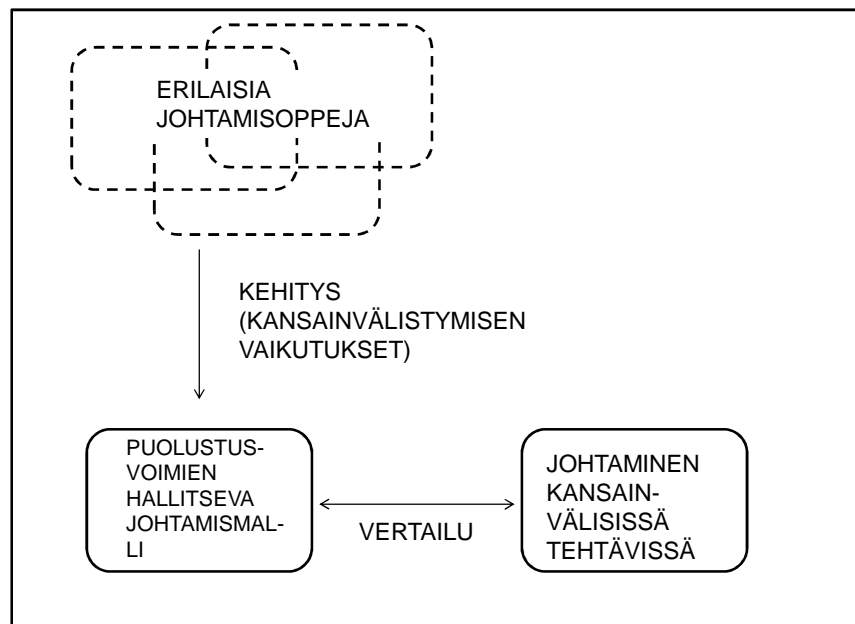 ERILAISIA
JOHTAMISOPPEJA
KEHITYS
(KANSAINVÄLISTYMISEN
VAIKUTUKSET)
PUOLUSTUS-
VOIMIEN
HALLITSEVA
JOHTAMISMAL-
LI
VERTAILU
JOHTAMINEN
KANSAIN-
VÄLISISSÄ
TEHTÄVISSÄ